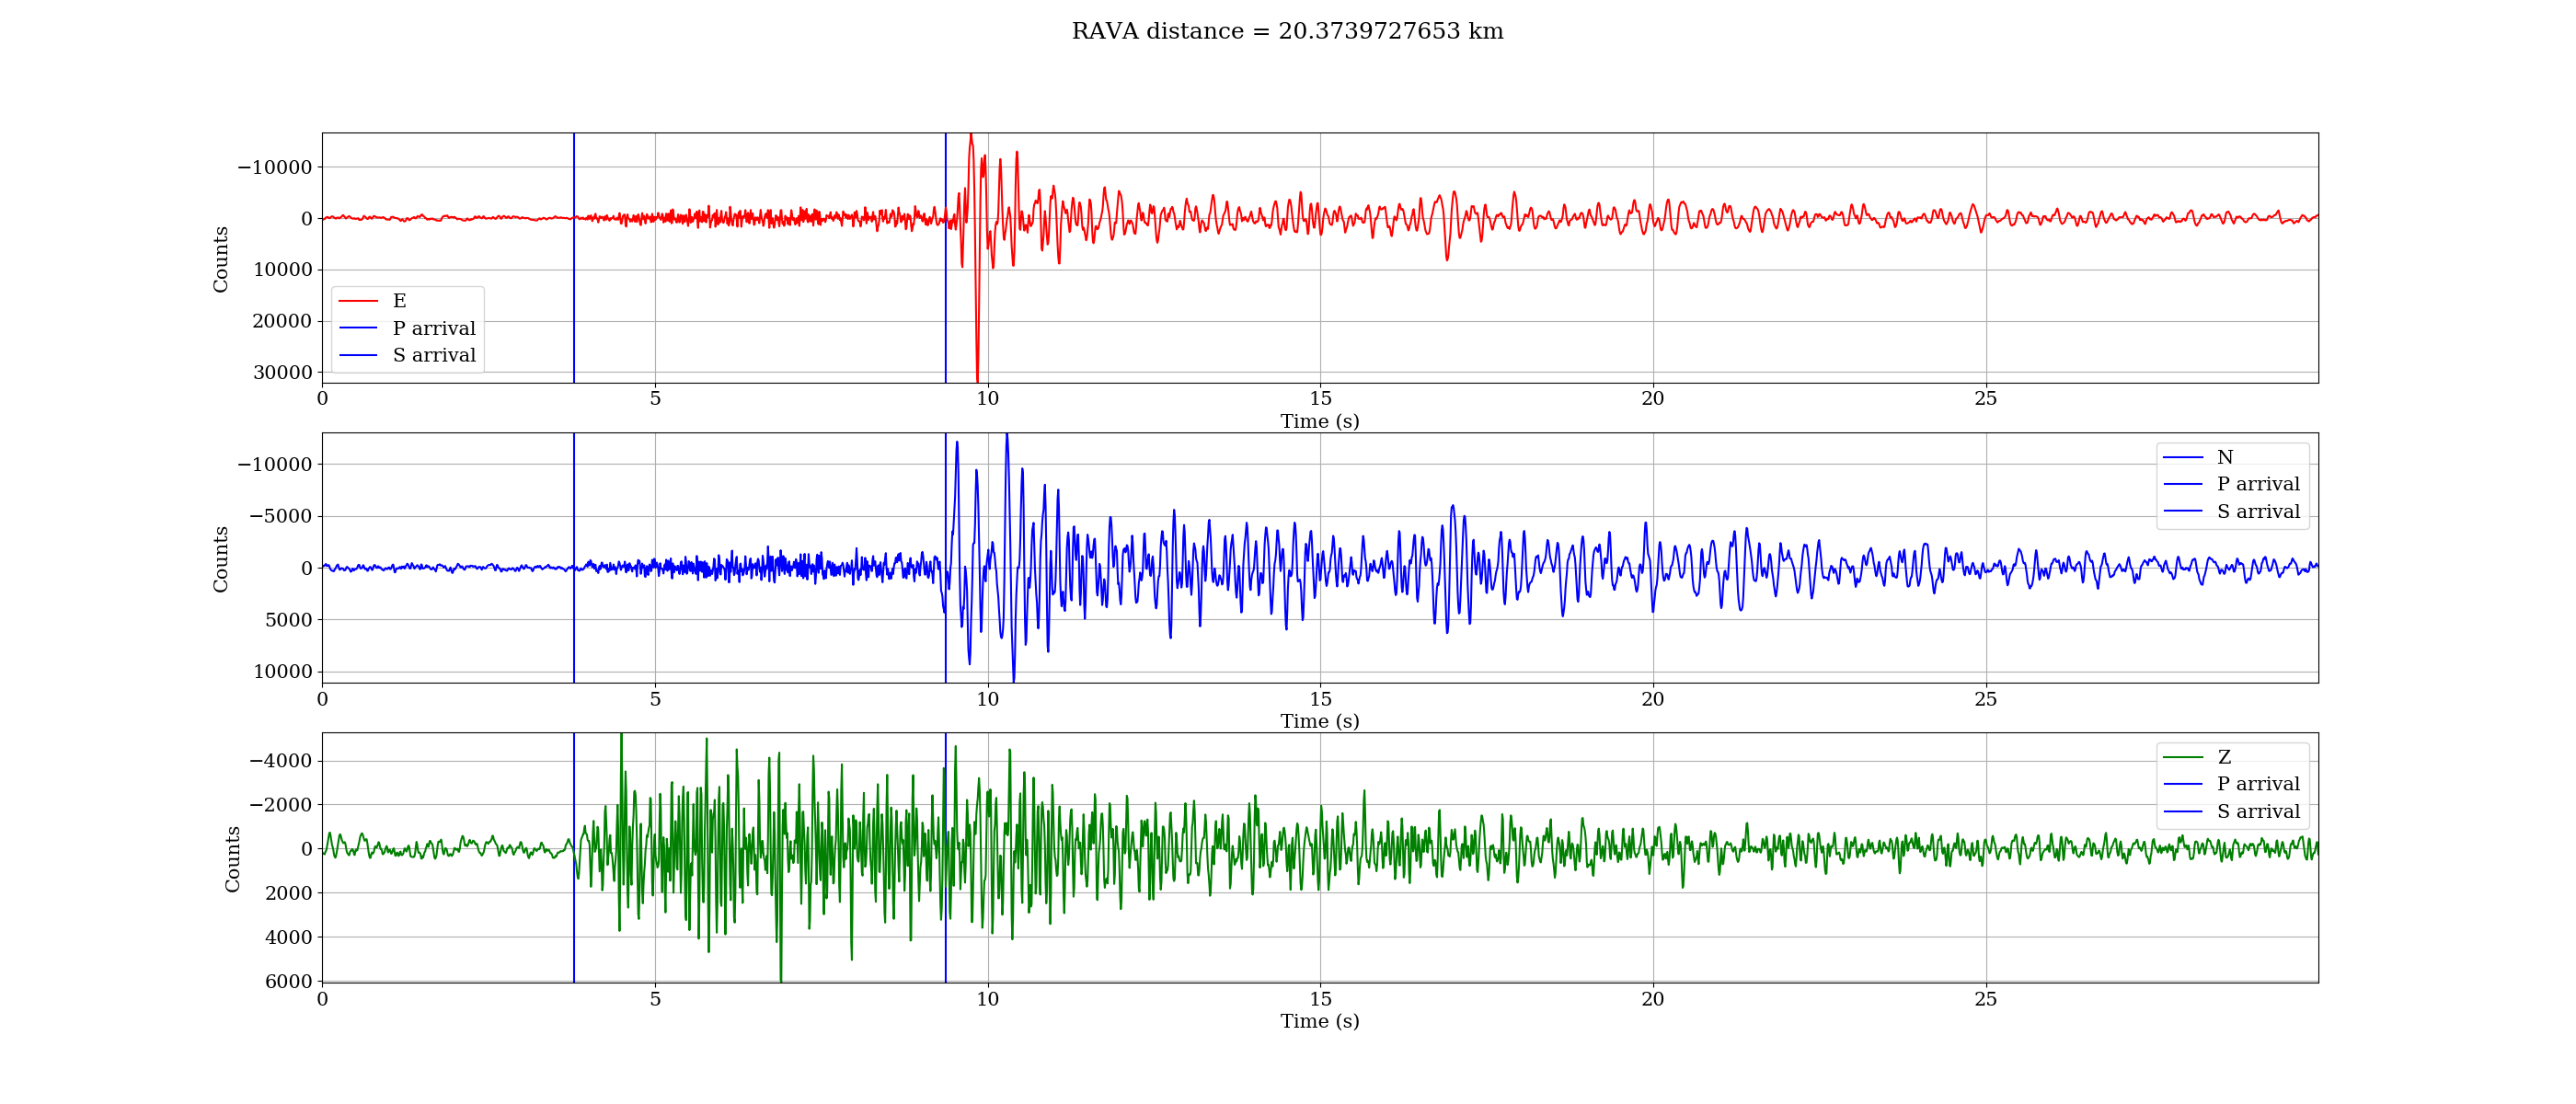 RAVA distance = 20.3739727653 km
−10000
0
10000
20000
30000
Counts
E
P arrival
S arrival
0 5 10 15 20 25
Time (s)
−10000
−5000
0
5000
10000
Counts
N
P arrival
S arrival
0 5 10 15 20 25
Time (s)
−4000
−2000
0
2000
4000
6000
Counts
Z
P arrival
S arrival
0 5 10 15 20 25
Time (s)